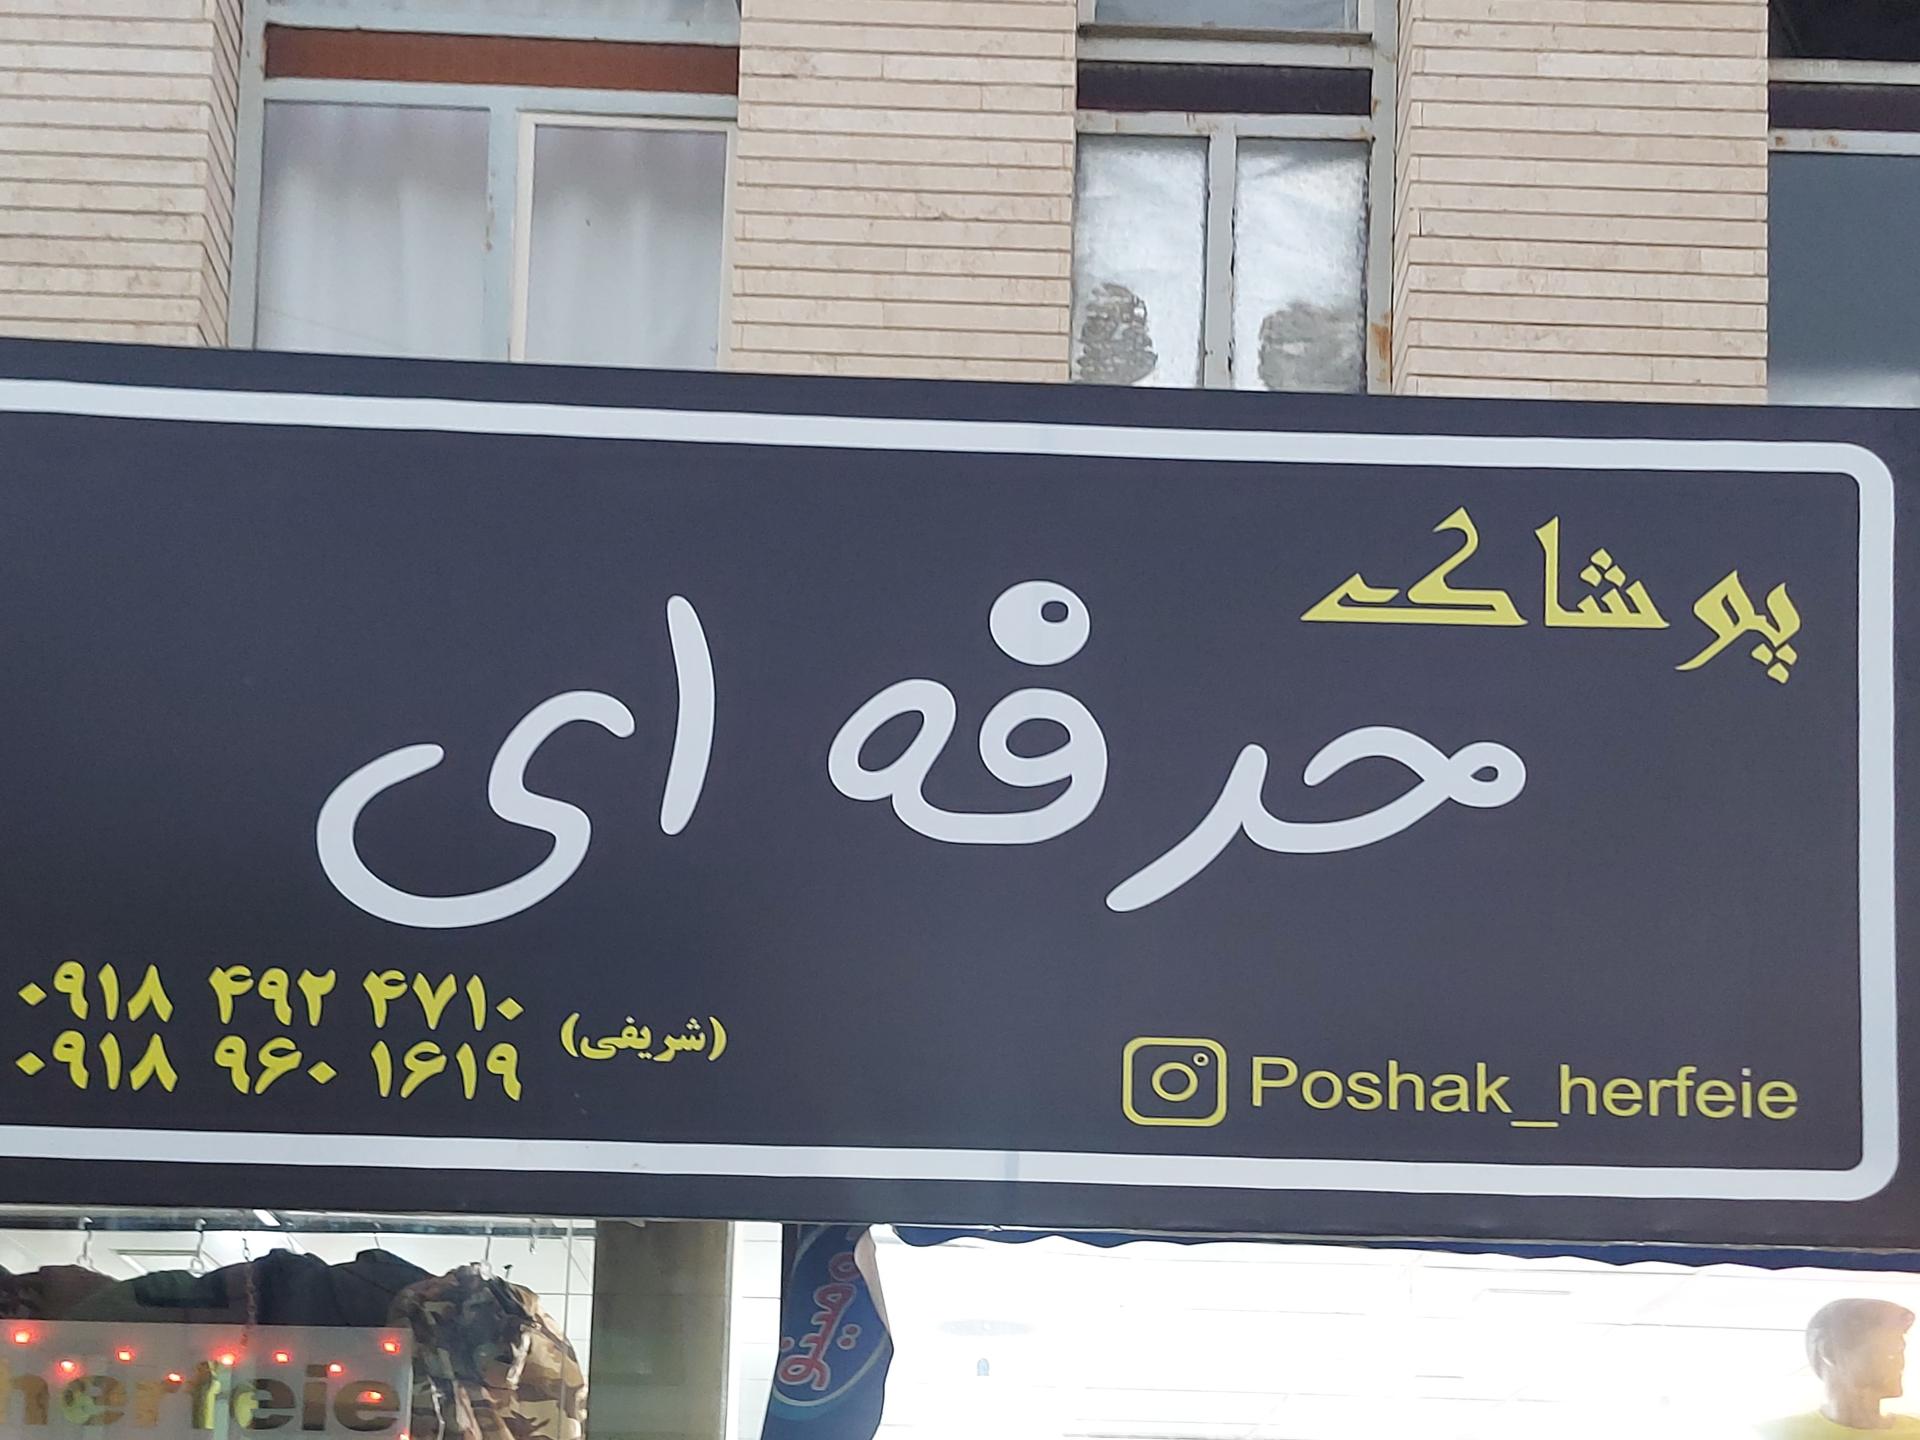 پوشاک
حرفه ای
۰۹۱۸ ۴۹۲ ۴۷۱۰
(شریفی)
۰۹۱۸ ۹۶۰ ۱۶۱۹
Poshak_herfeie
herfeie